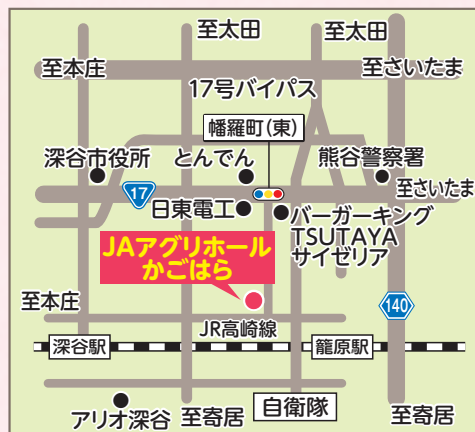 至太田
至太田
至本庄
至さいたま
17号バイパス
幡羅町(東)
深谷市役所
とんでん
熊谷警察署
17
至さいたま
日東電工
バーガーキング
TSUTAYA
サイゼリア
JAアグリホール
かごはら
至本庄
140
JR高崎線
深谷駅
籠原駅
アリオ深谷
至寄居
自衛隊
至寄居